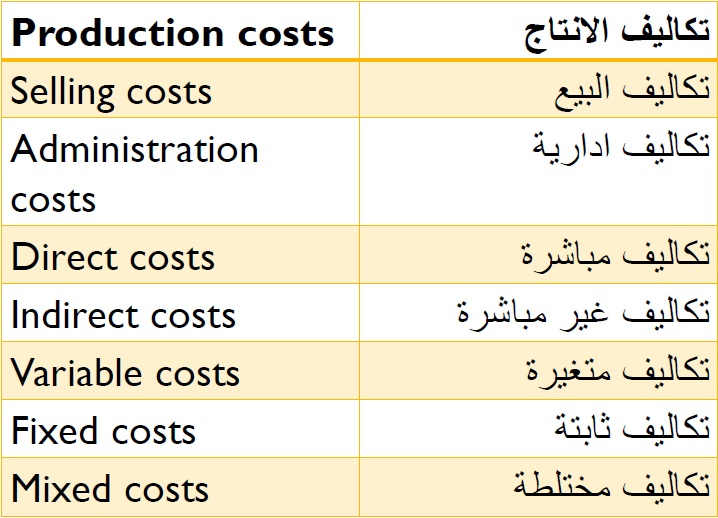 Production costs تكاليف الانتاج
Selling costs تكاليف البيع
Administration تكاليف ادارية
costs
Direct costs تكاليف مباشرة
Indirect costs تكاليف غير مباشرة
Variable costs تكاليف متغيرة
Fixed costs تكاليف ثابتة
Mixed costs تكاليف مختلطة